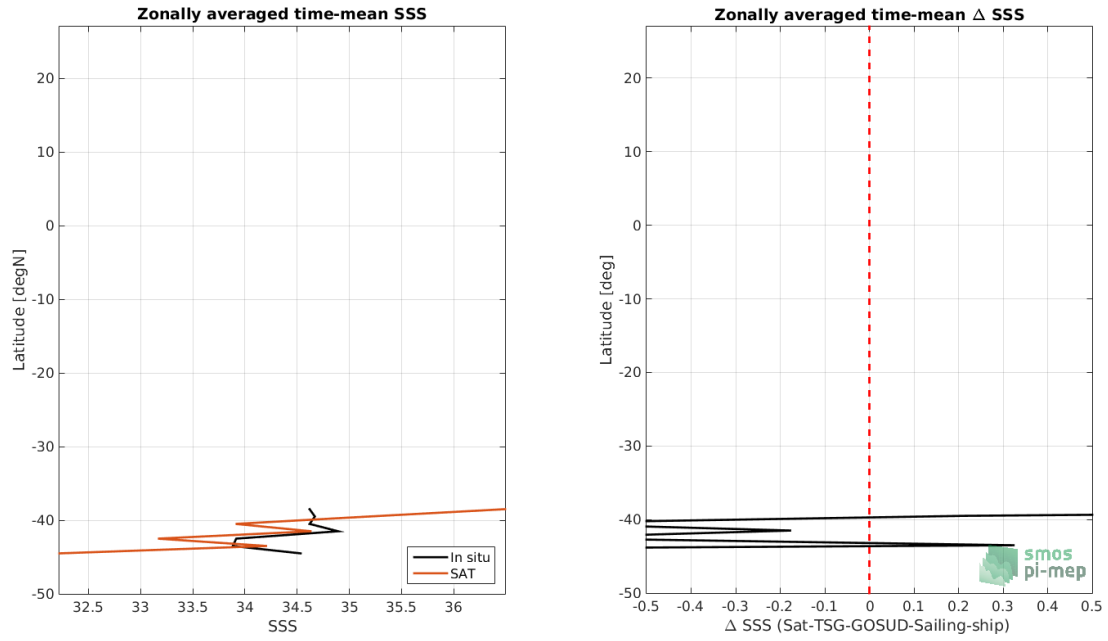 Zonally averaged time-mean SSS
20
10
0
-10
-20
-30
-40
-50
Latitude [degN]
32.5 33 33.5 34 34.5 35 35.5 36
SSS
In situ
SAT
Zonally averaged time-mean Δ SSS
20
10
0
-10
-20
-30
-40
-50
Latitude [deg]
-0.5 -0.4 -0.3 -0.2 -0.1 0 0.1 0.2 0.3 0.4 0.5
Δ SSS (Sat-TSG-GOSUD-Sailing-ship)
smos
pi-mep